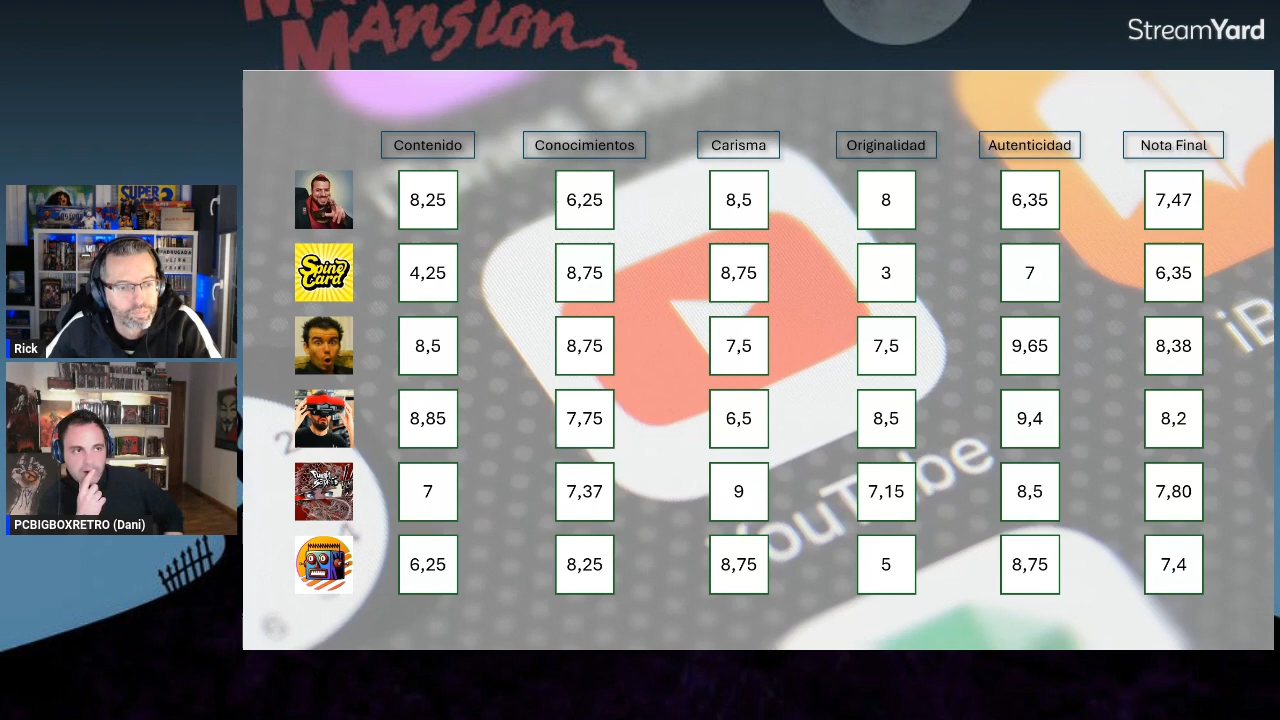 Mansion
StreamYard
Contenido Conocimientos Carisma Originalidad Autenticidad Nota Final
8,25 6,25 8,5 8 6,35 7,47
Spine Card
4,25 8,75 8,75 3 7 6,35
8,5 8,75 7,5 7,5 9,65 8,38
8,85 7,75 6,5 8,5 9,4 8,2
7 7,37 9 7,15 8,5 7,80
6,25 8,25 8,75 5 8,75 7,4
SUPER
Rick
PCBIGBOXRETRO (Dani)
YouTube
iB
2